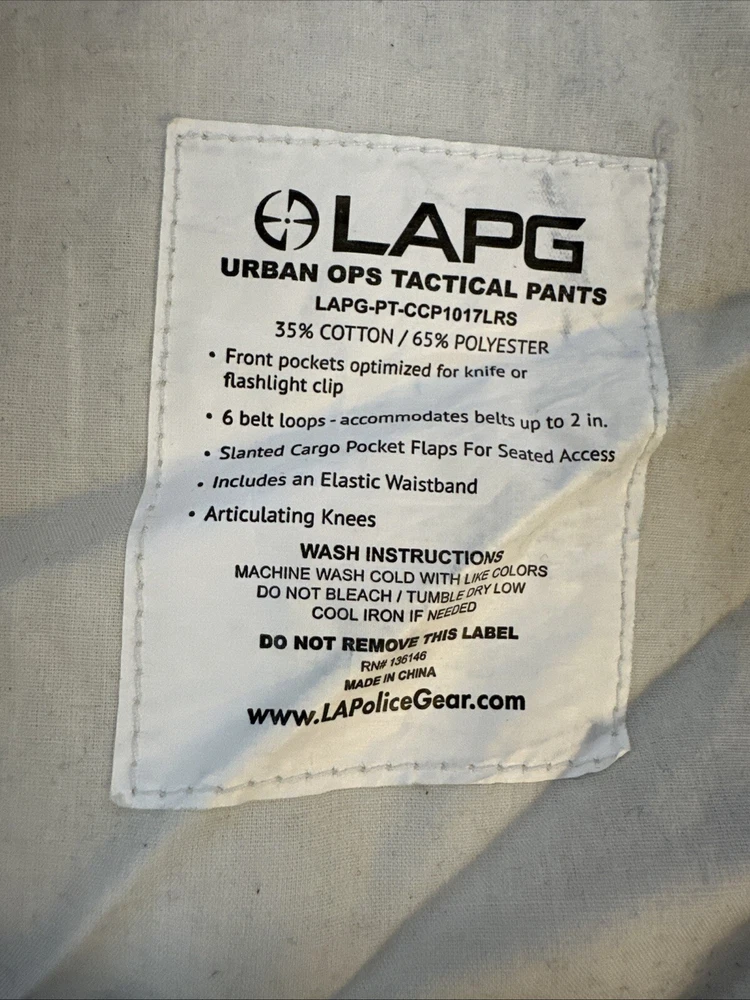 LAPG
URBAN OPS TACTICAL PANTS
LAPG-PT-CCP1017LRS
35% COTTON / 65% POLYESTER
• Front pockets optimized for knife or
flashlight clip
• 6 belt loops - accommodates belts up to 2 in.
• Slanted Cargo Pocket Flaps For Seated Access
• Includes an Elastic Waistband
• Articulating Knees
WASH INSTRUCTIONS
MACHINE WASH COLD WITH LIKE COLORS
DO NOT BLEACH / TUMBLE DRY LOW
COOL IRON IF NEEDED
DO NOT REMOVE THIS LABEL
RN# 136146
MADE IN CHINA
www.LAPoliceGear.com